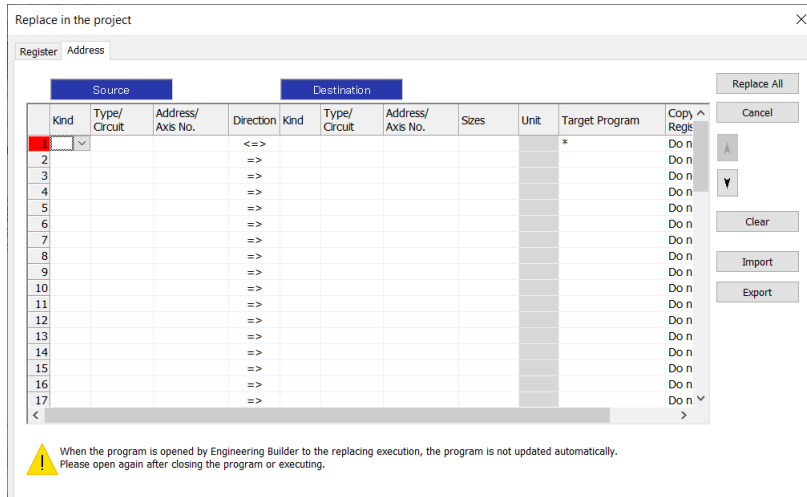 Replace in the project
Register Address
Source Destination
Kind Type/ Circuit Address/ Axis No. Direction Kind Type/ Circuit Address/ Axis No. Sizes Unit Target Program Copy Regis
1 <=> * Do n
2 => Do n
3 => Do n
4 => Do n
5 => Do n
6 => Do n
7 => Do n
8 => Do n
9 => Do n
10 => Do n
11 => Do n
12 => Do n
13 => Do n
14 => Do n
15 => Do n
16 => Do n
17 => Do n
Replace All
Cancel
Clear
Import
Export
When the program is opened by Engineering Builder to the replacing execution, the program is not updated automatically.
Please open again after closing the program or executing.